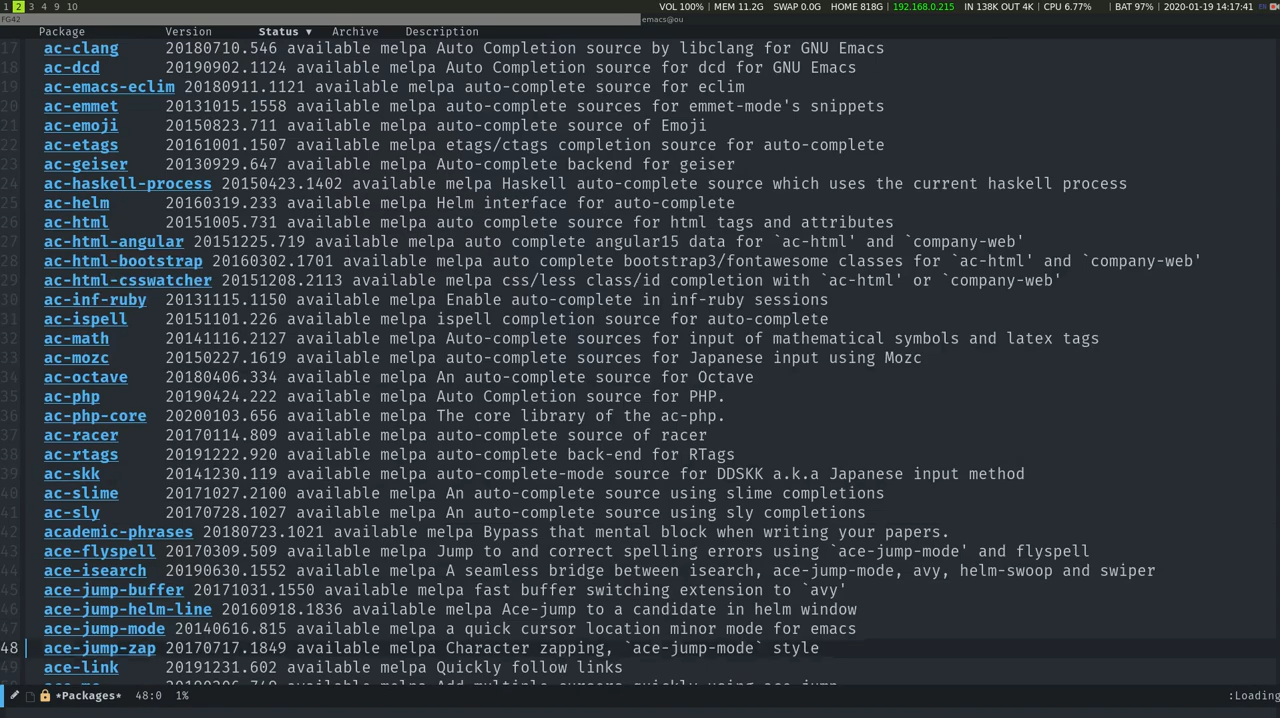 1 2 3 4 9 10 VOL 100% | MEM 11.2G SWAP 0.0G HOME 818G | 192.168.0.215 IN 138K OUT 4K | CPU 6.77% | BAT 97% | 2020-01-19 14:17:41 EN
FG42 emacs@ou
Package Version Status ▼ Archive Description
17 ac-clang 20180710.546 available melpa Auto Completion source by libclang for GNU Emacs
18 ac-dcd 20190902.1124 available melpa Auto Completion source for dcd for GNU Emacs
19 ac-emacs-eclim 20180911.1121 available melpa auto-complete source for eclim
20 ac-emmet 20131015.1558 available melpa auto-complete sources for emmet-mode's snippets
21 ac-emoji 20150823.711 available melpa auto-complete source of Emoji
22 ac-etags 20161001.1507 available melpa etags/ctags completion source for auto-complete
23 ac-geiser 20130929.647 available melpa Auto-complete backend for geiser
24 ac-haskell-process 20150423.1402 available melpa Haskell auto-complete source which uses the current haskell process
25 ac-helm 20160319.233 available melpa Helm interface for auto-complete
26 ac-html 20151005.731 available melpa auto complete source for html tags and attributes
27 ac-html-angular 20151225.719 available melpa auto complete angular15 data for `ac-html' and `company-web'
28 ac-html-bootstrap 20160302.1701 available melpa auto complete bootstrap3/fontawesome classes for `ac-html' and `company-web'
29 ac-html-csswatcher 20151208.2113 available melpa css/less class/id completion with `ac-html' or `company-web'
30 ac-inf-ruby 20131115.1150 available melpa Enable auto-complete in inf-ruby sessions
31 ac-ispell 20151101.226 available melpa ispell completion source for auto-complete
32 ac-math 20141116.2127 available melpa Auto-complete sources for input of mathematical symbols and latex tags
33 ac-mozc 20150227.1619 available melpa auto-complete sources for Japanese input using Mozc
34 ac-octave 20180406.334 available melpa An auto-complete source for Octave
35 ac-php 20190424.222 available melpa Auto Completion source for PHP.
36 ac-php-core 20200103.656 available melpa The core library of the ac-php.
37 ac-racer 20170114.809 available melpa auto-complete source of racer
38 ac-rtags 20191222.920 available melpa auto-complete back-end for RTags
39 ac-skk 20141230.119 available melpa auto-complete-mode source for DDSKK a.k.a Japanese input method
40 ac-slime 20171027.2100 available melpa An auto-complete source using slime completions
41 ac-sly 20170728.1027 available melpa An auto-complete source using sly completions
42 academic-phrases 20180723.1021 available melpa Bypass that mental block when writing your papers.
43 ace-flyspell 20170309.509 available melpa Jump to and correct spelling errors using `ace-jump-mode' and flyspell
44 ace-isearch 20190630.1552 available melpa A seamless bridge between isearch, ace-jump-mode, avy, helm-swoop and swiper
45 ace-jump-buffer 20171031.1550 available melpa fast buffer switching extension to `avy'
46 ace-jump-helm-line 20160918.1836 available melpa Ace-jump to a candidate in helm window
47 ace-jump-mode 20140616.815 available melpa a quick cursor location minor mode for emacs
48 ace-jump-zap 20170717.1849 available melpa Character zapping, `ace-jump-mode` style
49 ace-link 20191231.602 available melpa Quickly follow links
*Packages* 48:0 1% :Loading